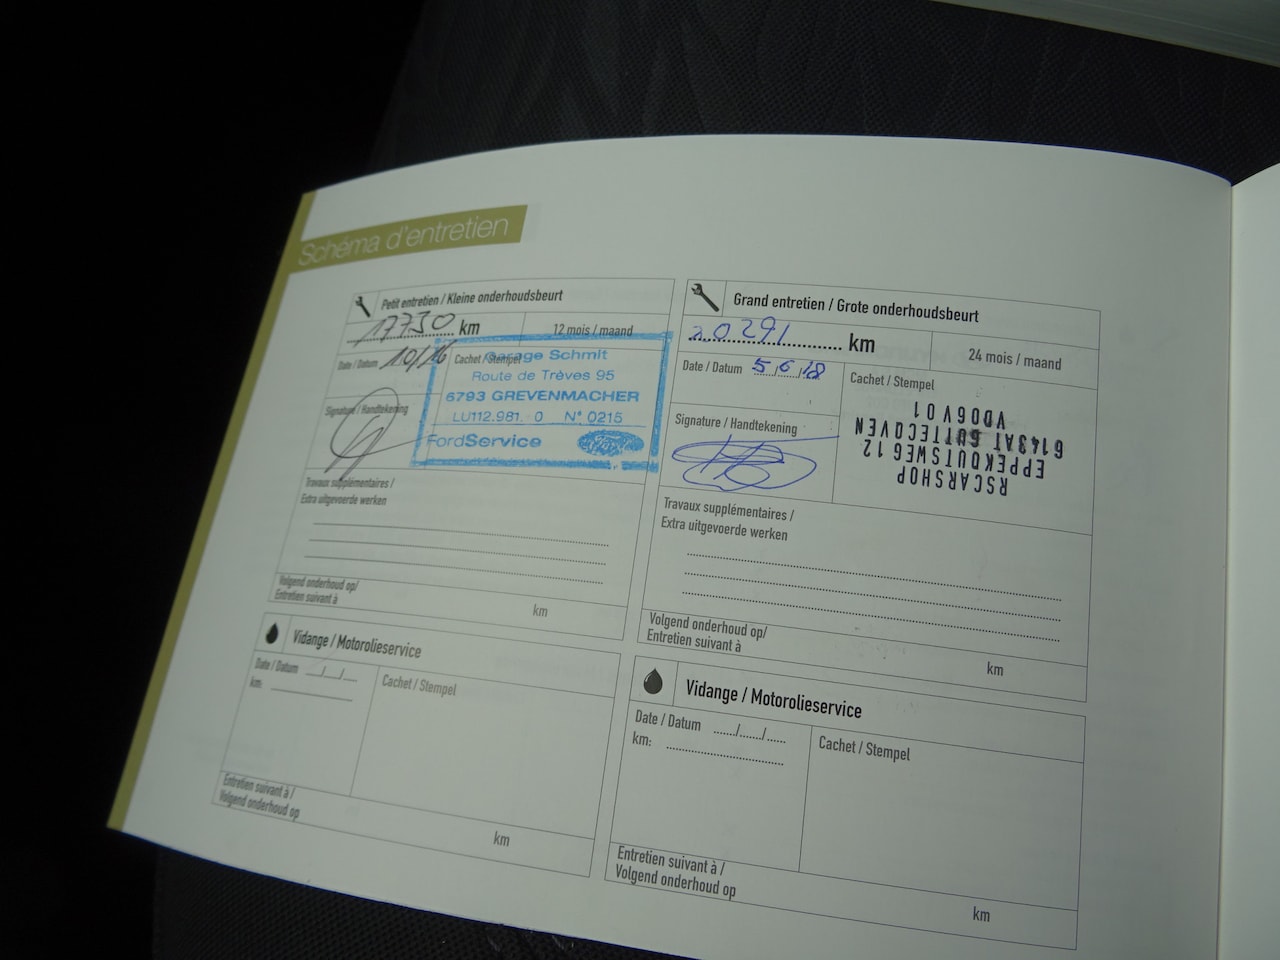 Schéma d'entretien
Petit entretien / Kleine onderhoudsbeurt
17730 km
12 mois / maand
Date / Datum 10/16
Cachet / Stempel
Garage Schmit
Route de Trèves 95
6793 GREVENMACHER
LU112.981. 0 N° 0215
FordService
Ford
Signature / Handtekening
Travaux supplémentaires /
Extra uitgevoerde werken
Volgend onderhoud op/
Entretien suivant à
km
Vidange / Motorolieservice
Date / Datum ...../...../.....
km:
Cachet / Stempel
Entretien suivant à /
Volgend onderhoud op
km
Grand entretien / Grote onderhoudsbeurt
20291 km
24 mois / maand
Date / Datum 5/6/18
Cachet / Stempel
RSCARSHOP
EPPEKOUTSWEG 12
6143AT GUTTECOVEN
VD06V01
Signature / Handtekening
Travaux supplémentaires /
Extra uitgevoerde werken
Volgend onderhoud op/
Entretien suivant à
km
Vidange / Motorolieservice
Date / Datum ...../...../.....
km:
Cachet / Stempel
Entretien suivant à /
Volgend onderhoud op
km